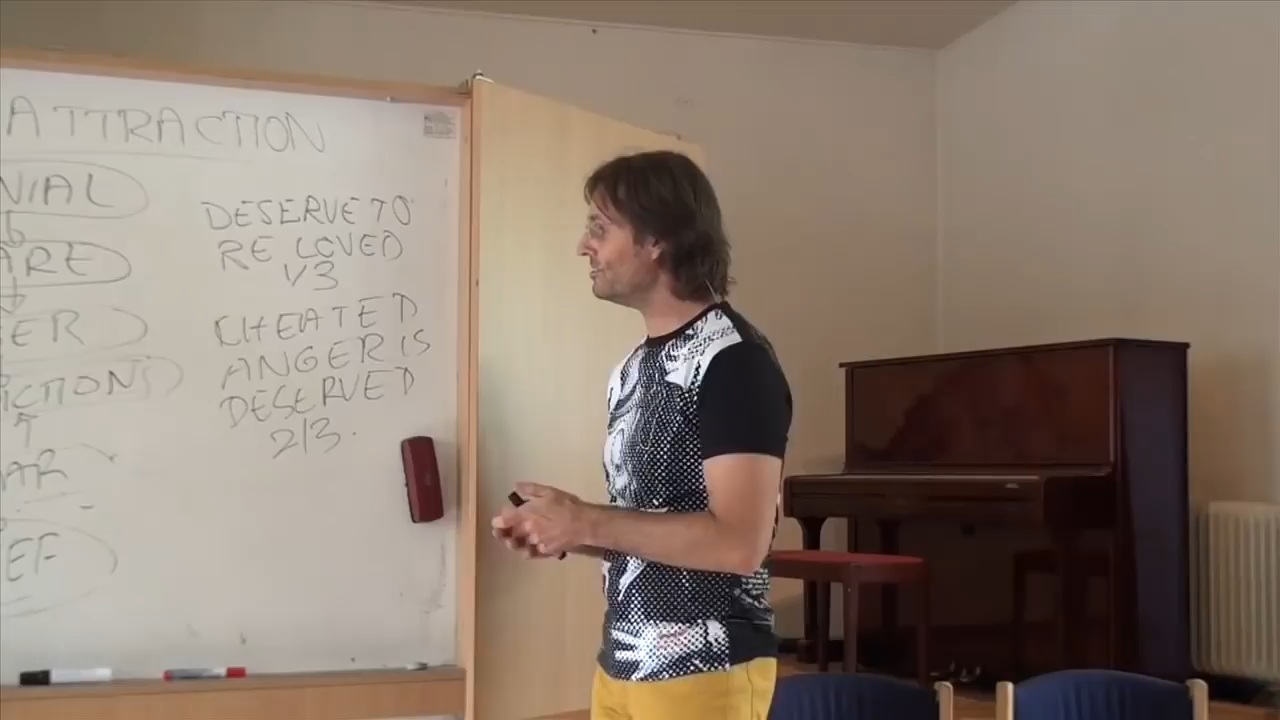 ATTRACTION
NIAL
ARE
ER
ICTIONS
AR
EF
DESERVE TO
BE LOVED
1/3
CHEATED
ANGER IS
DESERVED
2/3.